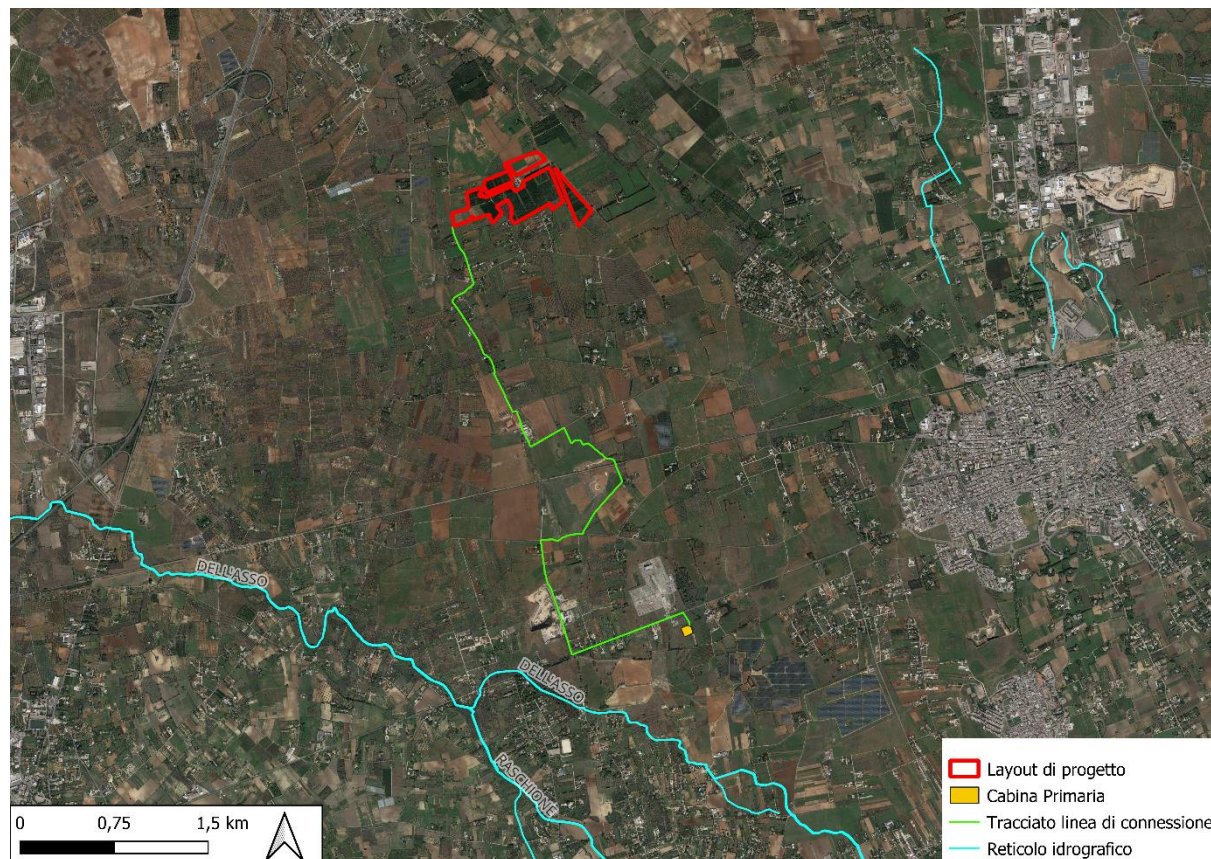 DELL'ASSO
DELL'ASSO
RASCHIONE
0 0,75 1,5 km
Layout di progetto
Cabina Primaria
Tracciato linea di connessione
Reticolo idrografico